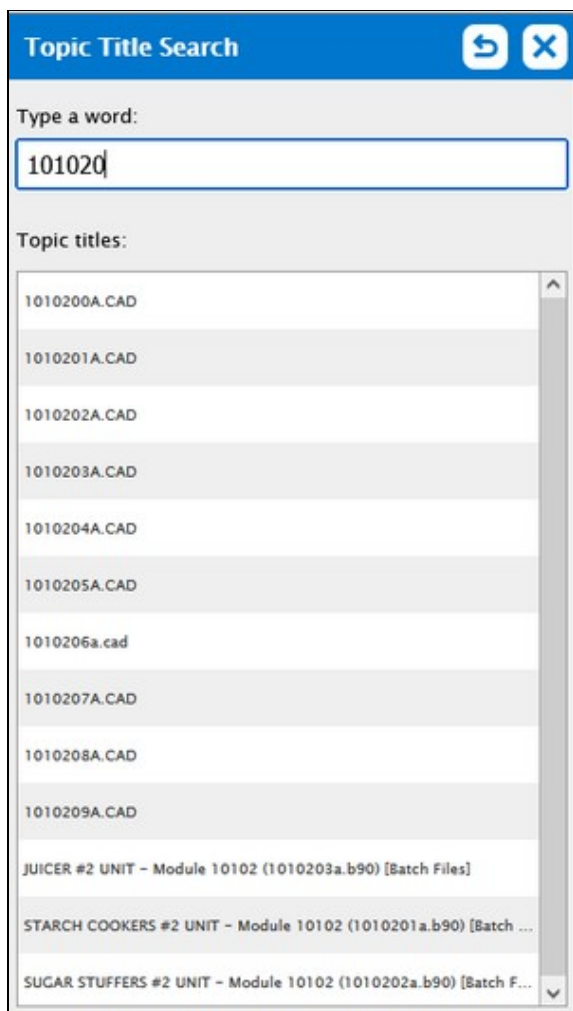 Topic Title Search
Type a word:
101020
Topic titles:
1010200A.CAD
1010201A.CAD
1010202A.CAD
1010203A.CAD
1010204A.CAD
1010205A.CAD
1010206a.cad
1010207A.CAD
1010208A.CAD
1010209A.CAD
JUICER #2 UNIT - Module 10102 (1010203a.b90) [Batch Files]
STARCH COOKERS #2 UNIT - Module 10102 (1010201a.b90) [Batch ...
SUGAR STUFFERS #2 UNIT - Module 10102 (1010202a.b90) [Batch F...